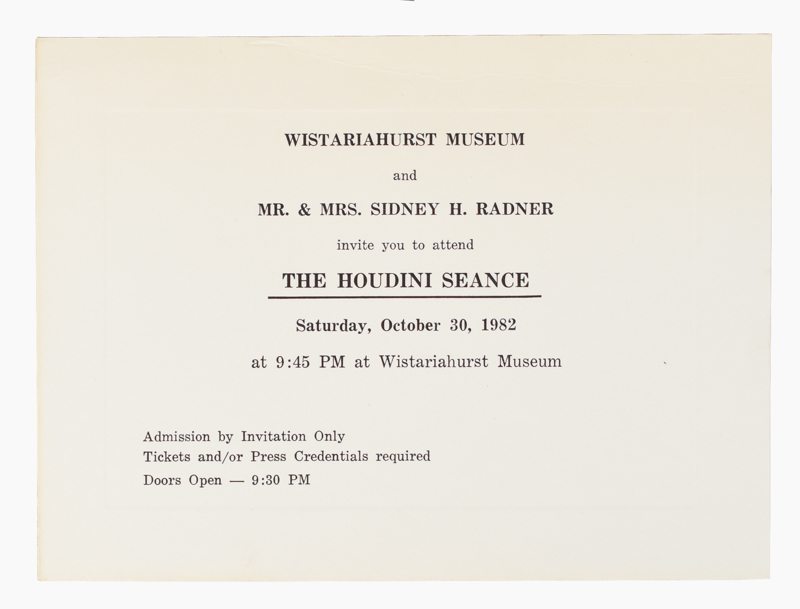 WISTARIAHURST MUSEUM
and
MR. & MRS. SIDNEY H. RADNER
invite you to attend
THE HOUDINI SEANCE
Saturday, October 30, 1982
at 9:45 PM at Wistariahurst Museum
Admission by Invitation Only
Tickets and/or Press Credentials required
Doors Open — 9:30 PM